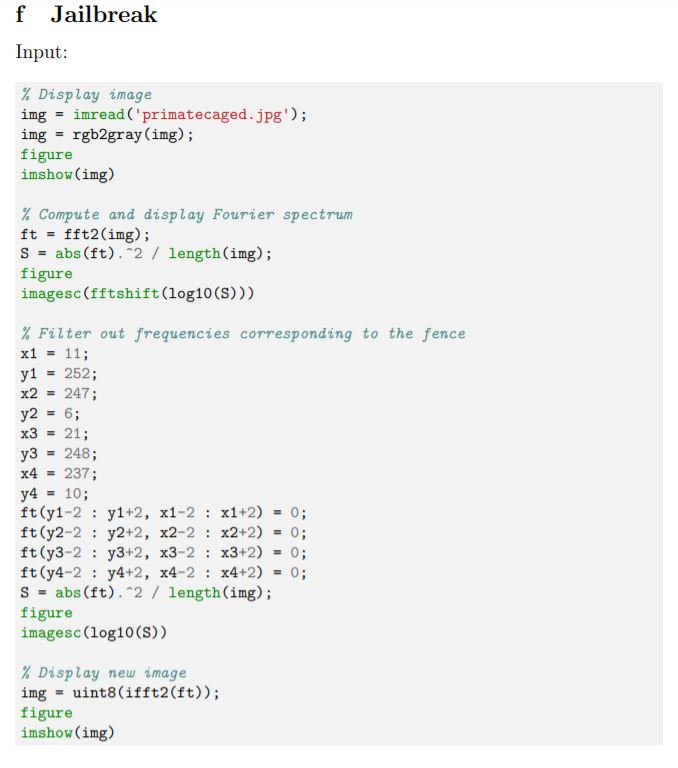 f Jailbreak
Input:
% Display image
img = imread('primatecaged.jpg');
img = rgb2gray(img);
figure
imshow(img)
% Compute and display Fourier spectrum
ft = fft2(img);
S = abs(ft).^2 / length(img);
figure
imagesc(fftshift(log10(S)))
% Filter out frequencies corresponding to the fence
x1 = 11;
y1 = 252;
x2 = 247;
y2 = 6;
x3 = 21;
y3 = 248;
x4 = 237;
y4 = 10;
ft(y1-2 : y1+2, x1-2 : x1+2) = 0;
ft(y2-2 : y2+2, x2-2 : x2+2) = 0;
ft(y3-2 : y3+2, x3-2 : x3+2) = 0;
ft(y4-2 : y4+2, x4-2 : x4+2) = 0;
S = abs(ft).^2 / length(img);
figure
imagesc(log10(S))
% Display new image
img = uint8(ifft2(ft));
figure
imshow(img)